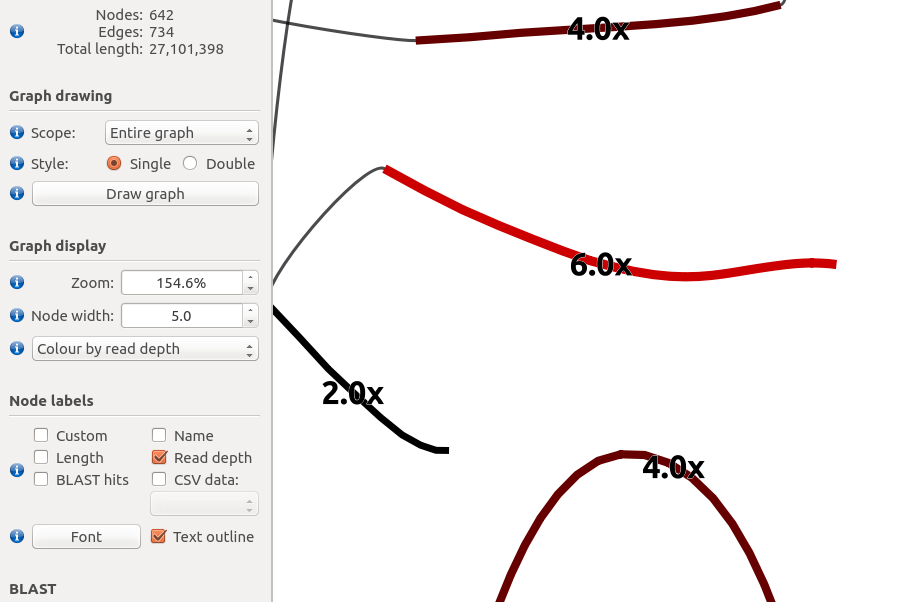 Nodes: 642
Edges: 734
Total length: 27,101,398
Graph drawing
Scope: Entire graph
Style: Single Double
Draw graph
Graph display
Zoom: 154.6%
Node width: 5.0
Colour by read depth
Node labels
Custom Name
Length Read depth
BLAST hits CSV data:
Font Text outline
BLAST
4.0x
6.0x
2.0x
4.0x